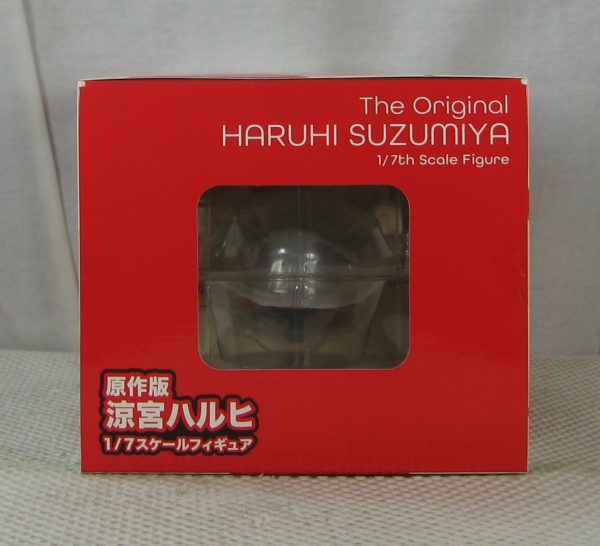 The Original
HARUHI SUZUMIYA
1/7th Scale Figure
原作版
涼宮ハルヒ
1/7スケールフィギュア